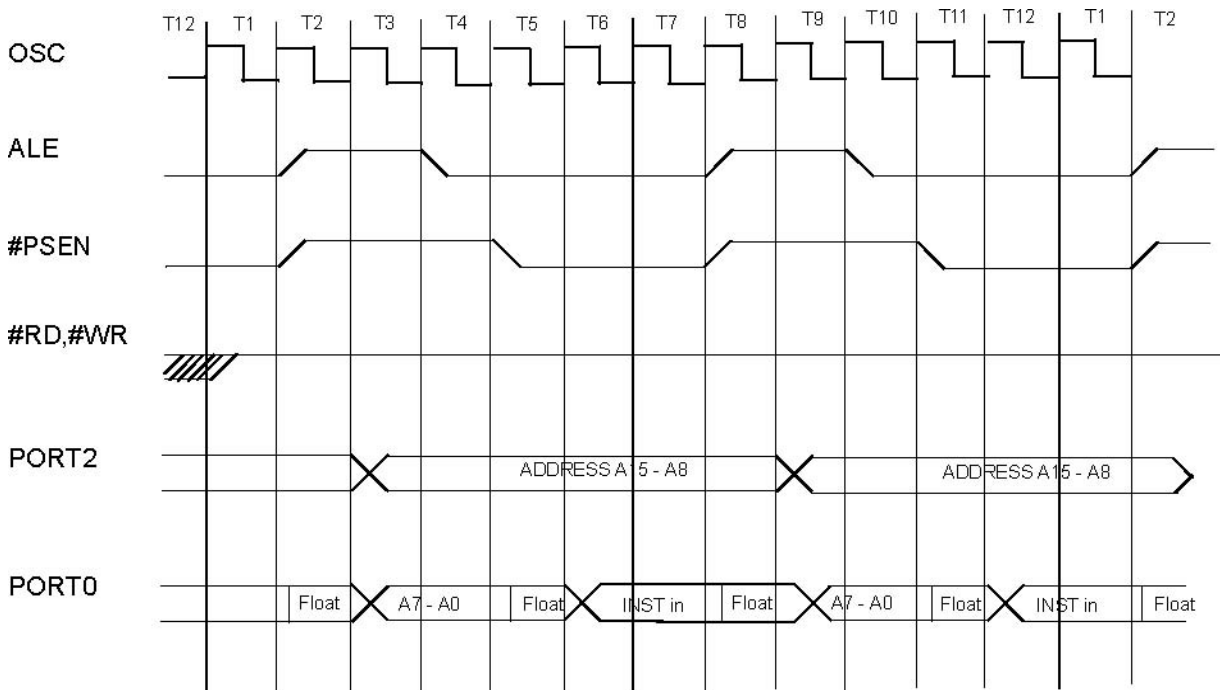 T12 T1 T2 T3 T4 T5 T6 T7 T8 T9 T10 T11 T12 T1 T2
OSC
ALE
#PSEN
#RD,#WR
PORT2 ADDRESS A15 - A8 ADDRESS A15 - A8
PORT0 Float A7 - A0 Float INST in Float A7 - A0 Float INST in Float